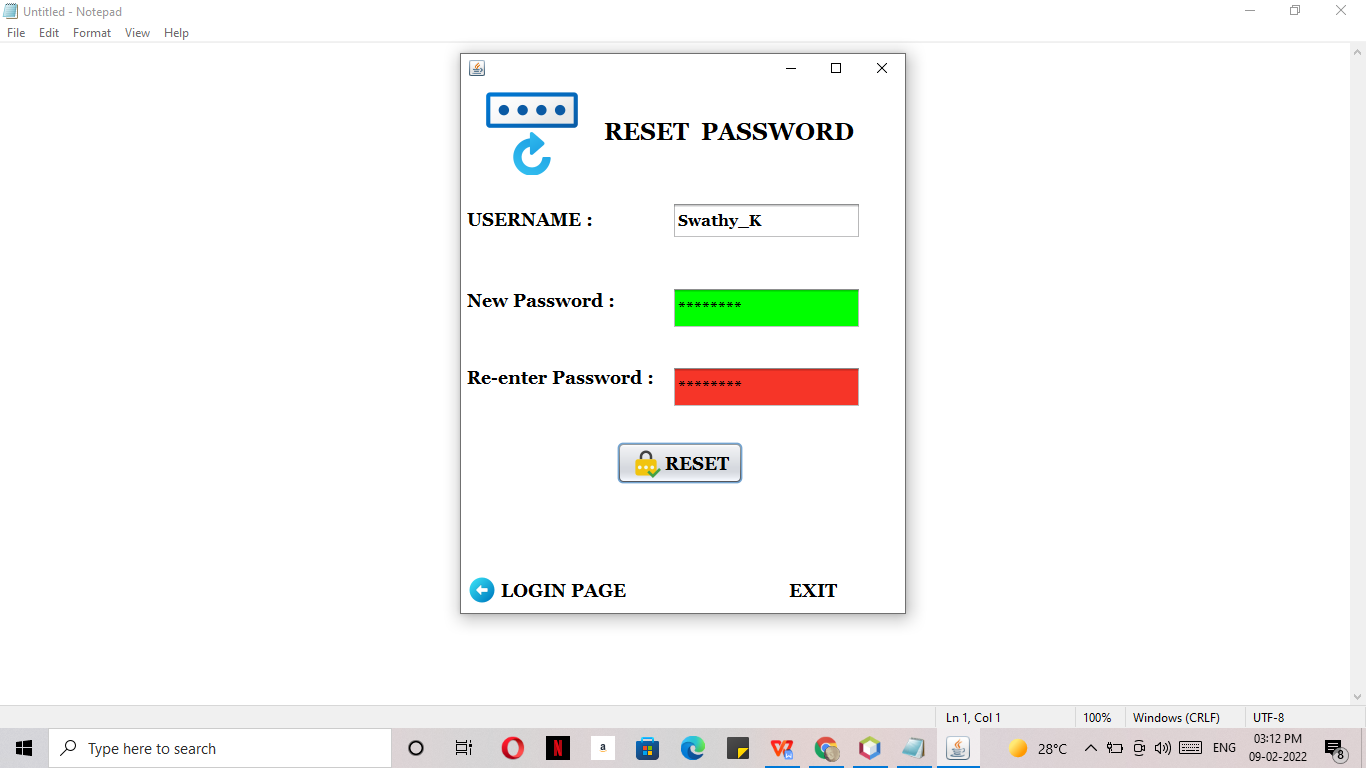 Untitled - Notepad
File Edit Format View Help
RESET PASSWORD
USERNAME : Swathy_K
New Password : ********
Re-enter Password : ********
RESET
LOGIN PAGE EXIT
Ln 1, Col 1 100% Windows (CRLF) UTF-8
Type here to search a N 28°C ENG 03:12 PM
09-02-2022 8